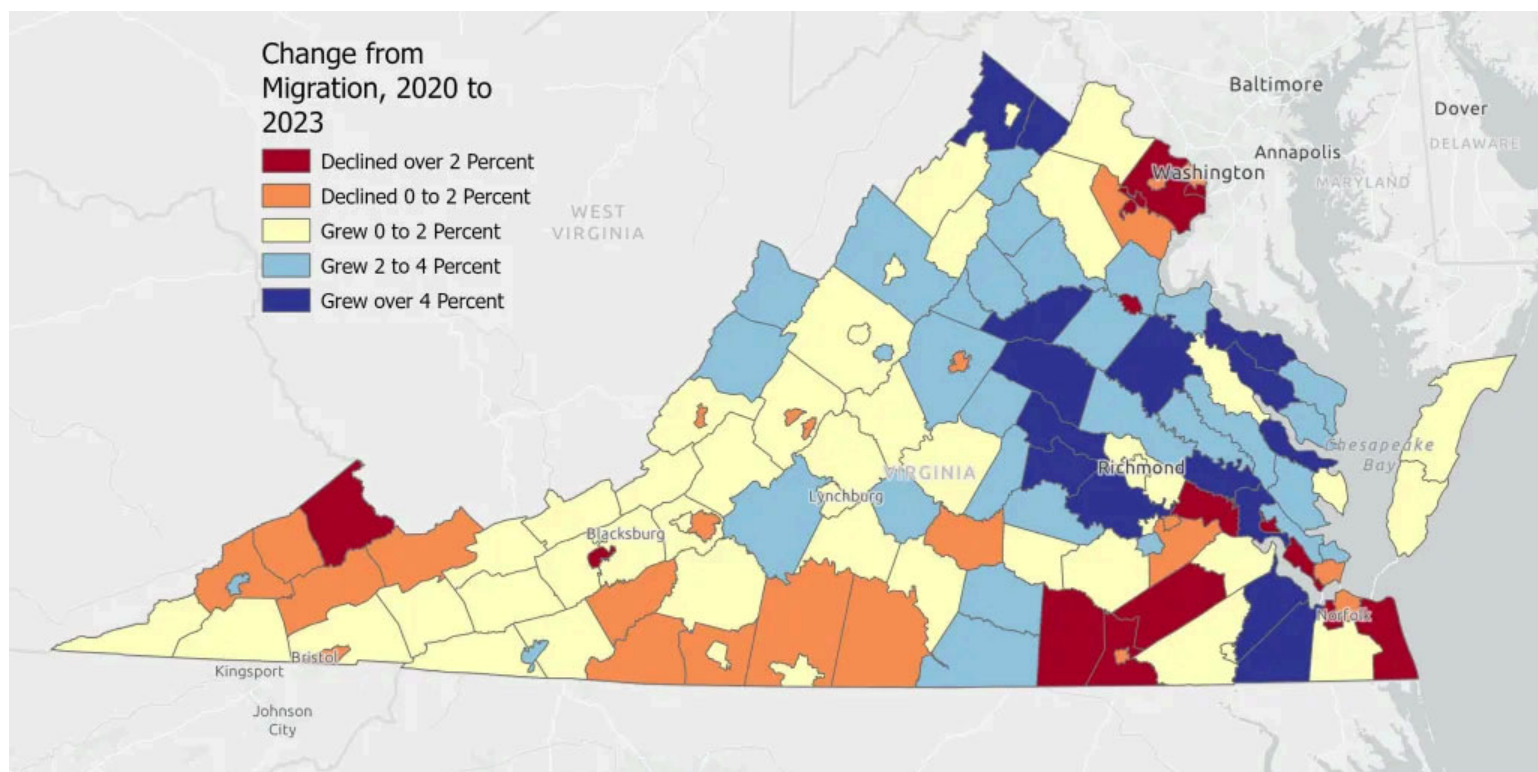 Change from
Migration, 2020 to
2023
Declined over 2 Percent
Declined 0 to 2 Percent
Grew 0 to 2 Percent
Grew 2 to 4 Percent
Grew over 4 Percent
Baltimore
Dover
DELAWARE
Annapolis
Washington
MARYLAND
WEST
VIRGINIA
Chesapeake
Bay
Richmond
VIRGINIA
Lynchburg
Blacksburg
Norfolk
Bristol
Kingsport
Johnson
City